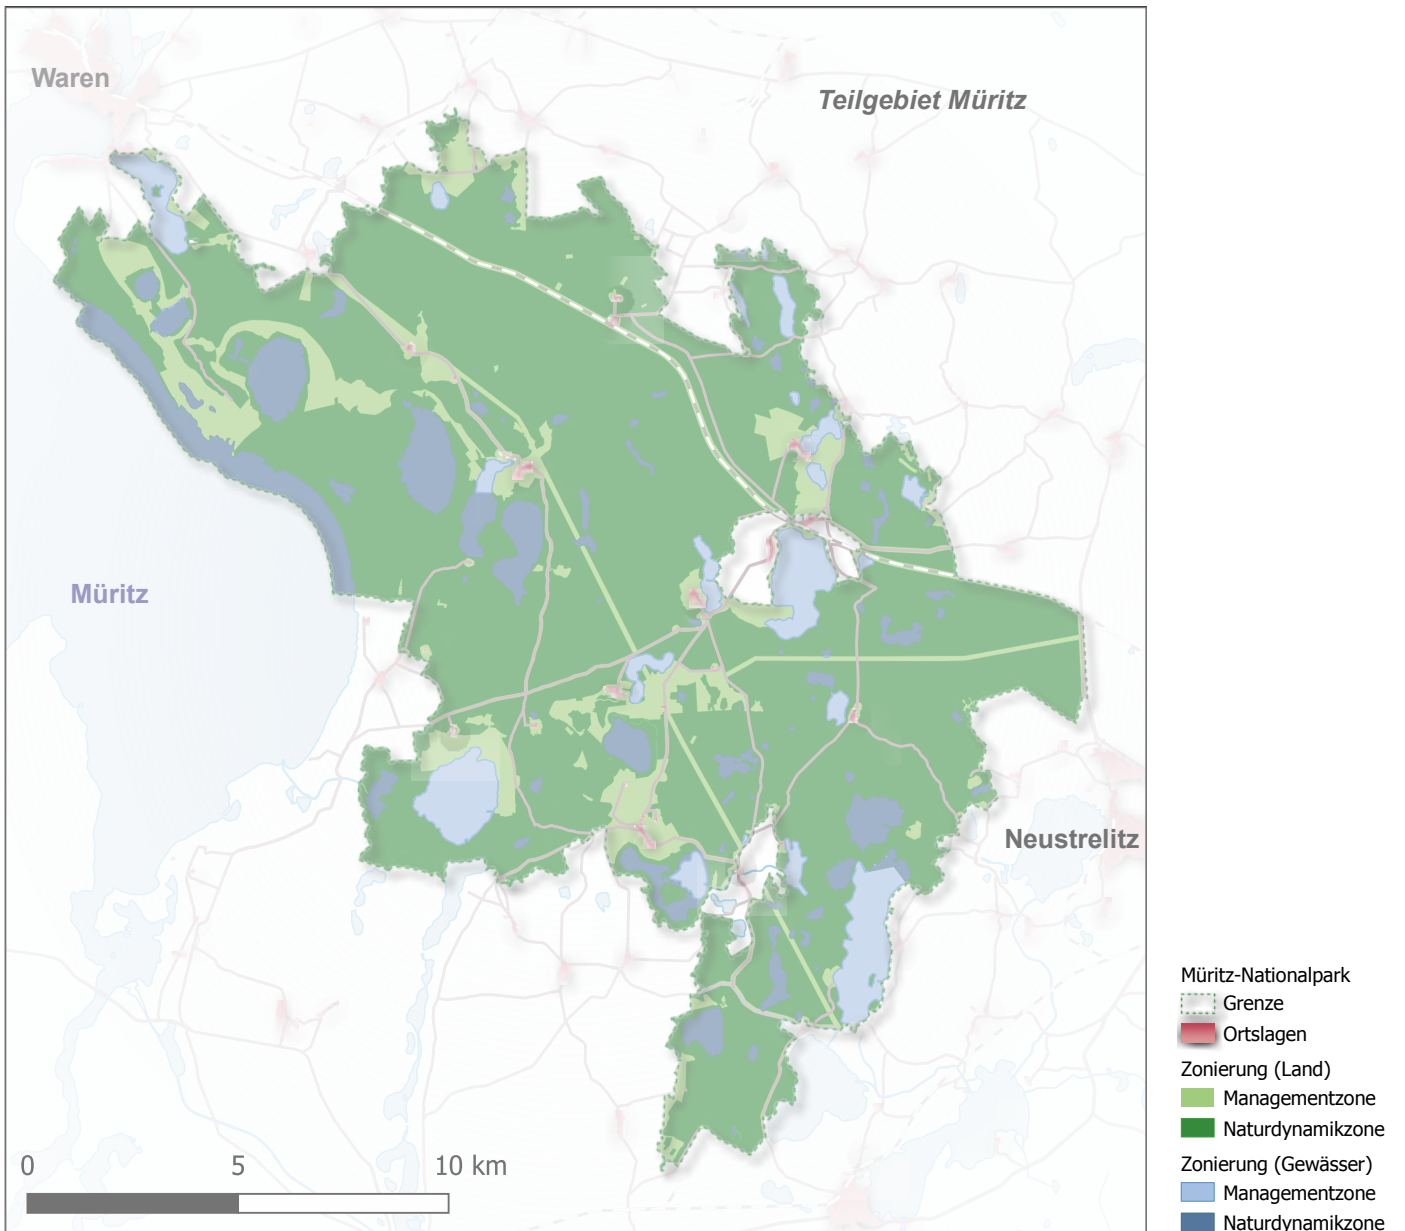 Waren
Teilgebiet Müritz
Müritz
Neustrelitz
0 5 10 km
Müritz-Nationalpark
Grenze
Ortslagen
Zonierung (Land)
Managementzone
Naturdynamikzone
Zonierung (Gewässer)
Managementzone
Naturdynamikzone